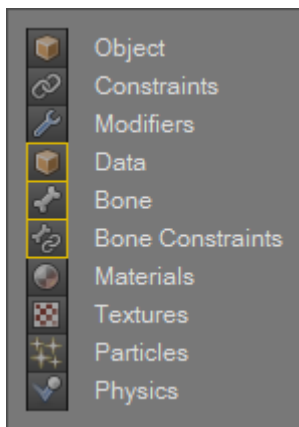 Object
Constraints
Modifiers
Data
Bone
Bone Constraints
Materials
Textures
Particles
Physics